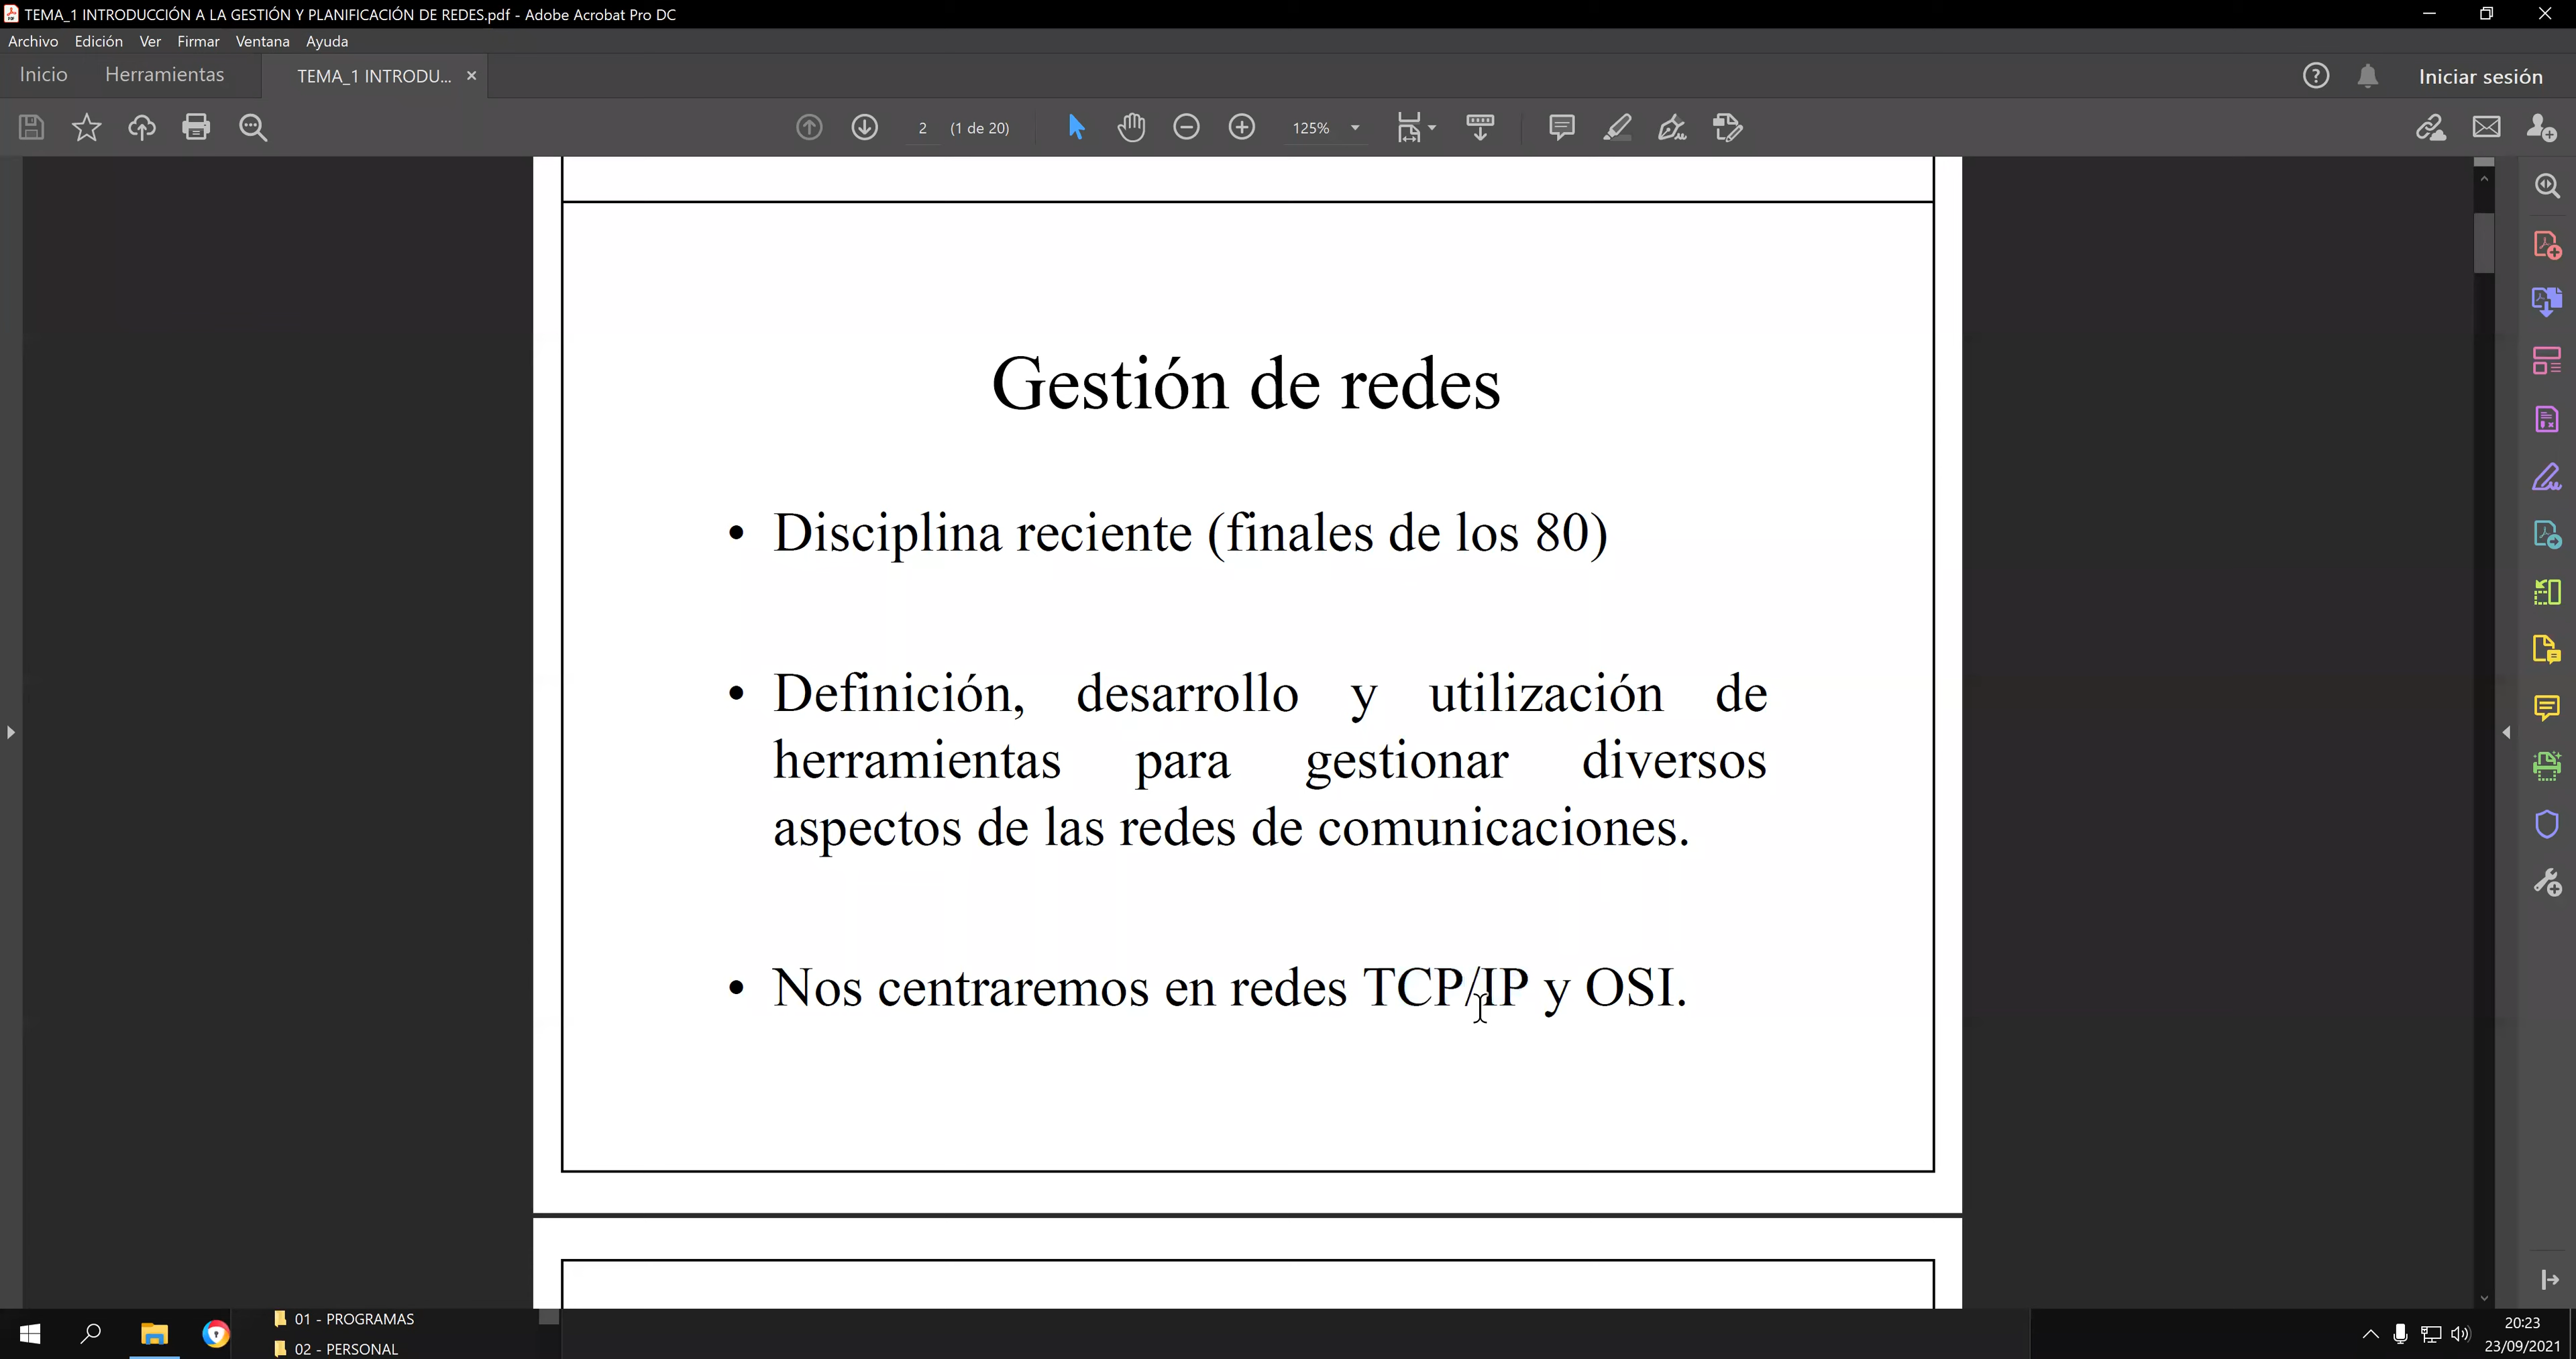 TEMA_1 INTRODUCCIÓN A LA GESTIÓN Y PLANIFICACIÓN DE REDES.pdf - Adobe Acrobat Pro DC
Archivo Edición Ver Firmar Ventana Ayuda
Inicio Herramientas TEMA_1 INTRODU... Iniciar sesión
2 (1 de 20) 125%
Gestión de redes
• Disciplina reciente (finales de los 80)
• Definición, desarrollo y utilización de
herramientas para gestionar diversos
aspectos de las redes de comunicaciones.
• Nos centraremos en redes TCP/IP y OSI.
01 - PROGRAMAS
02 - PERSONAL
20:23
23/09/2021